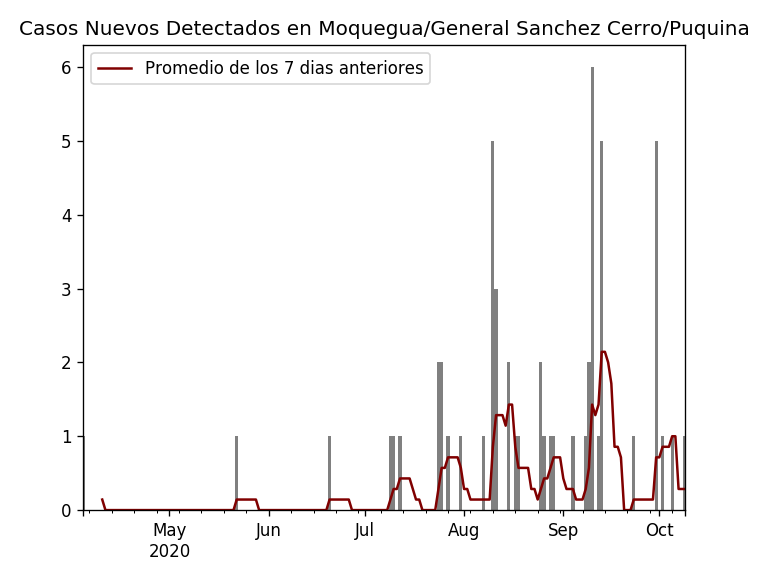 Casos Nuevos Detectados en Moquegua/General Sanchez Cerro/Puquina
Promedio de los 7 dias anteriores
6
5
4
3
2
1
0
May Jun Jul Aug Sep Oct
2020